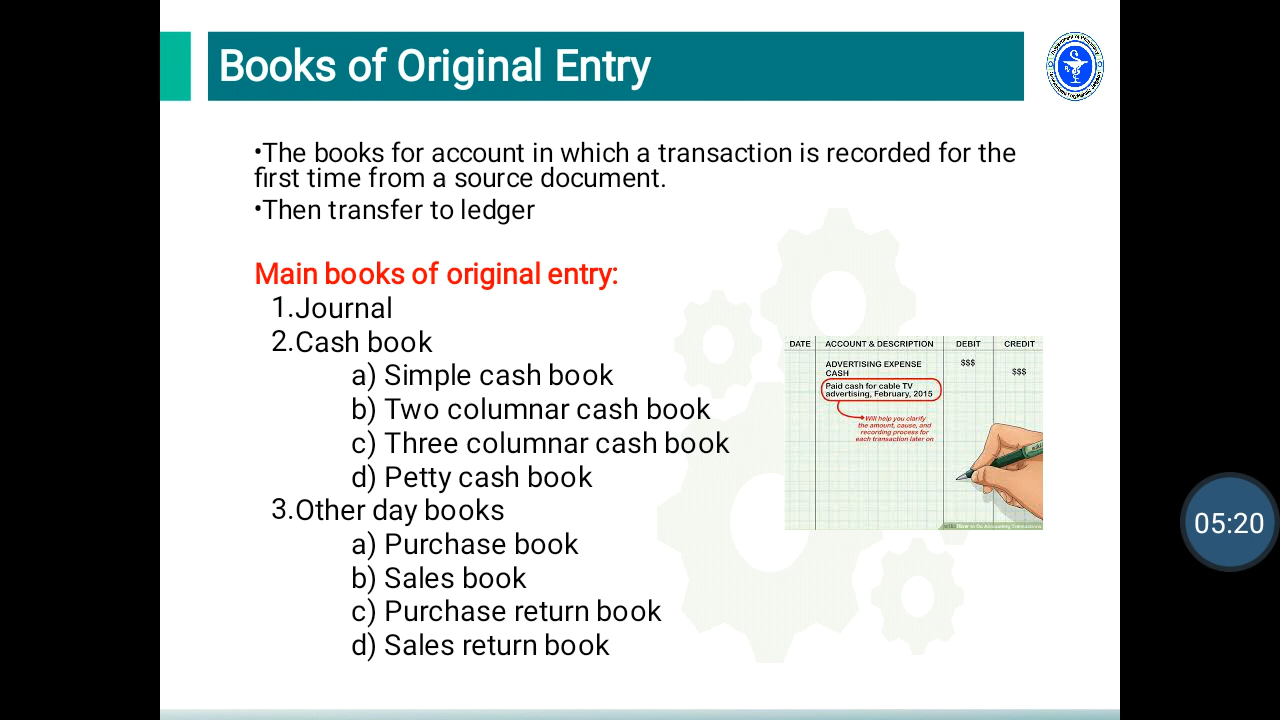 Books of Original Entry
•The books for account in which a transaction is recorded for the
first time from a source document.
•Then transfer to ledger
Main books of original entry:
1.Journal
2.Cash book
a) Simple cash book
b) Two columnar cash book
c) Three columnar cash book
d) Petty cash book
3.Other day books
a) Purchase book
b) Sales book
c) Purchase return book
d) Sales return book
DATE ACCOUNT & DESCRIPTION DEBIT CREDIT
ADVERTISING EXPENSE $$$
CASH $$$
Paid cash for cable TV
advertising, February, 2015
Will help you clarify
the amount, cause, and
recording process for
each transaction later on
to Do Accounting Transactions
05:20